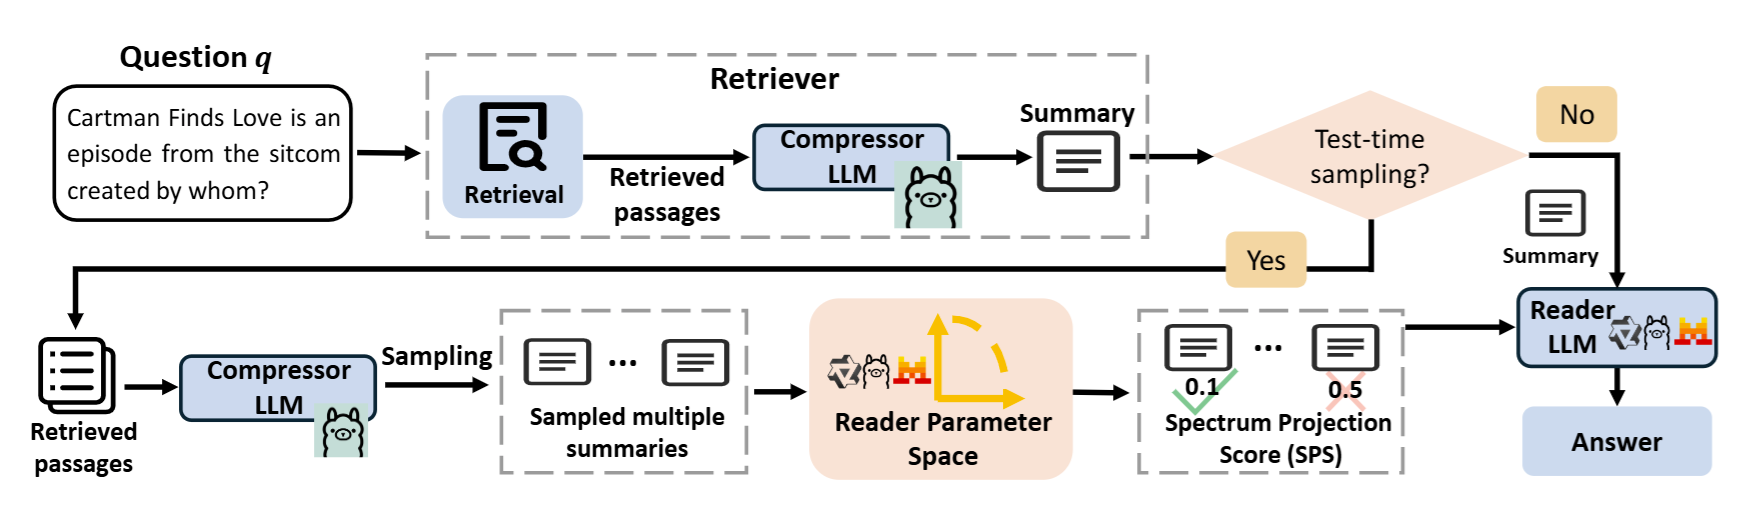 Question q
Cartman Finds Love is an
episode from the sitcom
created by whom?
Retriever
Retrieval
Retrieved
passages
Compressor
LLM
Summary
Test-time
sampling?
No
Summary
Yes
Retrieved
passages
Compressor
LLM
Sampling
...
Sampled multiple
summaries
Reader Parameter
Space
...
0.1
0.5
Spectrum Projection
Score (SPS)
Reader
LLM
Answer